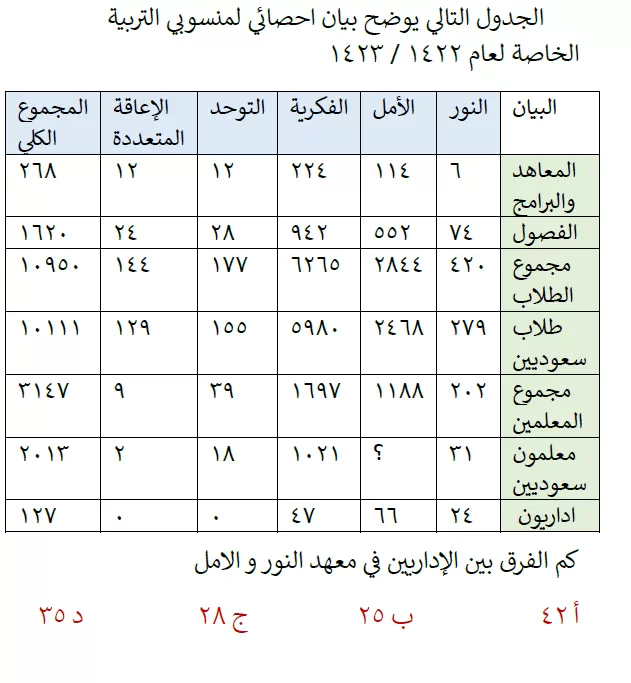 الجدول التالي يوضح بيان احصائي لمنسوبي التربية
الخاصة لعام ١٤٢٢ / ١٤٢٣
البيان النور الأمل الفكرية التوحد الإعاقة المتعددة المجموع الكلي
المعاهد والبرامج ٦ ١١٤ ٢٢٤ ١٢ ١٢ ٢٦٨
الفصول ٧٤ ٥٥٢ ٩٤٢ ٢٨ ٢٤ ١٦٢٠
مجموع الطلاب ٤٢٠ ٢٨٤٤ ٦٢٦٥ ١٧٧ ١٤٤ ١٠٩٥٠
طلاب سعوديين ٢٧٩ ٢٤٦٨ ٥٩٨٠ ١٥٥ ١٢٩ ١٠١١١
مجموع المعلمين ٢٠٢ ١١٨٨ ١٦٩٧ ٣٩ ٩ ٣١٤٧
معلمون سعوديين ٣١ ؟ ١٠٢١ ١٨ ٢ ٢٠١٣
اداريون ٢٤ ٦٦ ٤٧ ٠ ٠ ١٢٧
كم الفرق بين الإداريين في معهد النور و الامل
أ ٤٢ ب ٢٥ ج ٢٨ د ٣٥